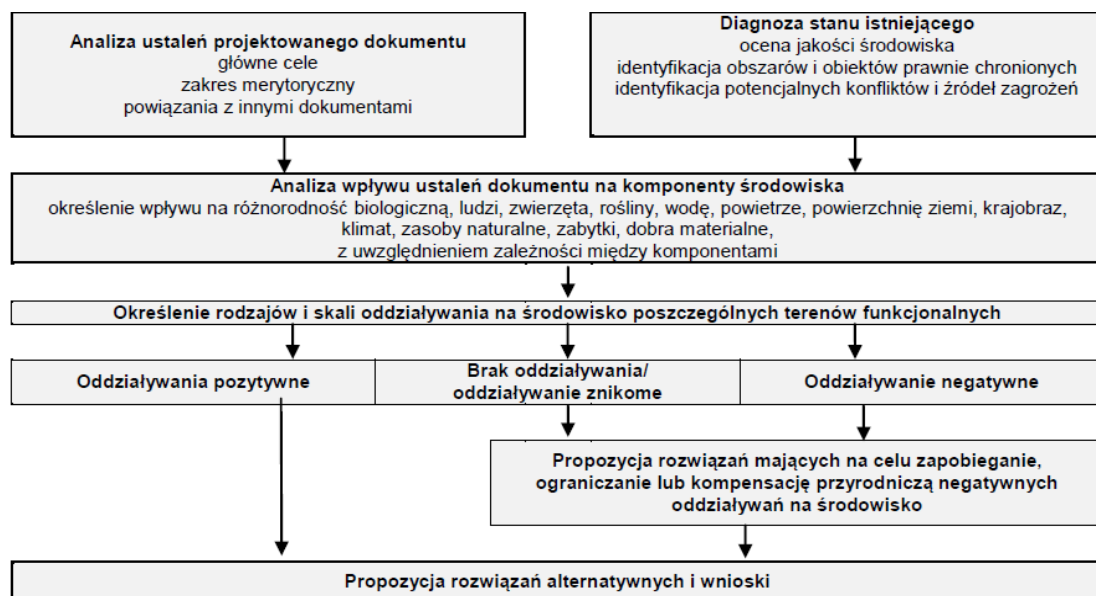 Analiza ustaleń projektowanego dokumentu
główne cele
zakres merytoryczny
powiązania z innymi dokumentami
Diagnoza stanu istniejącego
ocena jakości środowiska
identyfikacja obszarów i obiektów prawnie chronionych
identyfikacja potencjalnych konfliktów i źródeł zagrożeń
Analiza wpływu ustaleń dokumentu na komponenty środowiska
określenie wpływu na różnorodność biologiczną, ludzi, zwierzęta, rośliny, wodę, powietrze, powierzchnię ziemi, krajobraz,
klimat, zasoby naturalne, zabytki, dobra materialne,
z uwzględnieniem zależności między komponentami
Określenie rodzajów i skali oddziaływania na środowisko poszczególnych terenów funkcjonalnych
Oddziaływania pozytywne
Brak oddziaływania/
oddziaływanie znikome
Oddziaływanie negatywne
Propozycja rozwiązań mających na celu zapobieganie,
ograniczanie lub kompensację przyrodniczą negatywnych
oddziaływań na środowisko
Propozycja rozwiązań alternatywnych i wnioski